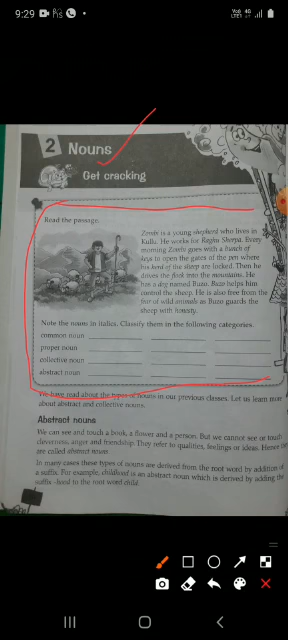 9:29
2 Nouns
Get cracking
Read the passage.
Zombi is a young shepherd who lives in
Kullu. He works for Raghu Sherpa. Every
morning Zombi goes with a bunch of
keys to open the gates of the pen where
his herd of the sheep are locked. Then he
drives the flock into the mountains. He
has a dog named Buzo. Buzo helps him
control the sheep. He is also free from the
fear of wild animals as Buzo guards the
sheep with honesty.
Note the nouns in italics. Classify them in the following categories.
common noun
proper noun
collective noun
abstract noun
We have read about the types of nouns in our previous classes. Let us learn more
about abstract and collective nouns.
Abstract nouns
We can see and touch a book, a flower and a person. But we cannot see or touch
cleverness, anger and friendship. They refer to qualities, feelings or ideas. Hence
are called abstract nouns.
In many cases these types of nouns are derived from the root word by addition of
a suffix. For example, childhood is an abstract noun which is derived by adding the
suffix -hood to the root word child.